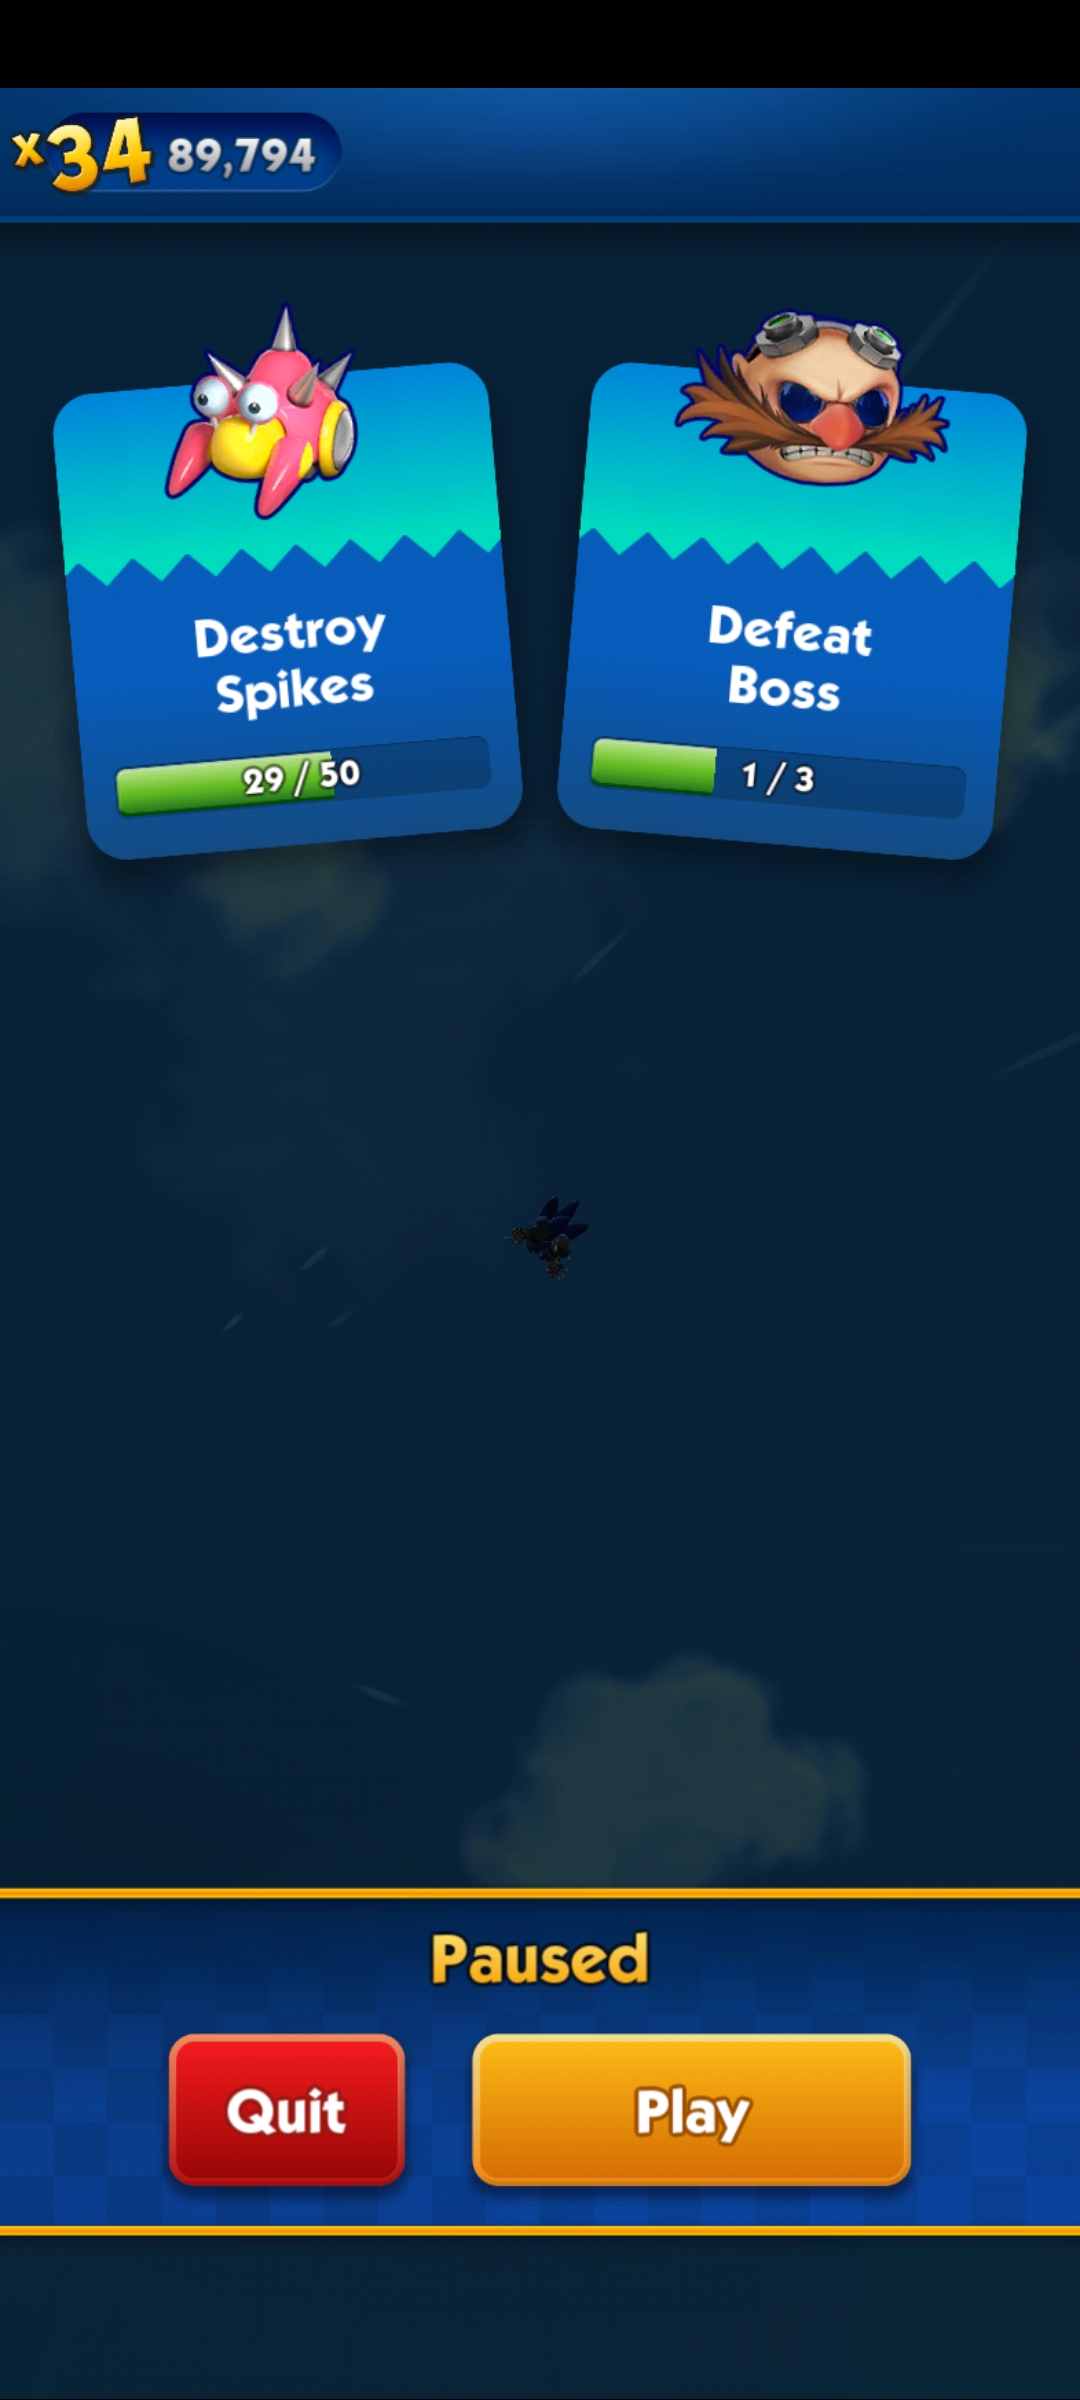 x34 89,794
Destroy
Spikes
29 / 50
Defeat
Boss
1 / 3
Paused
Quit
Play